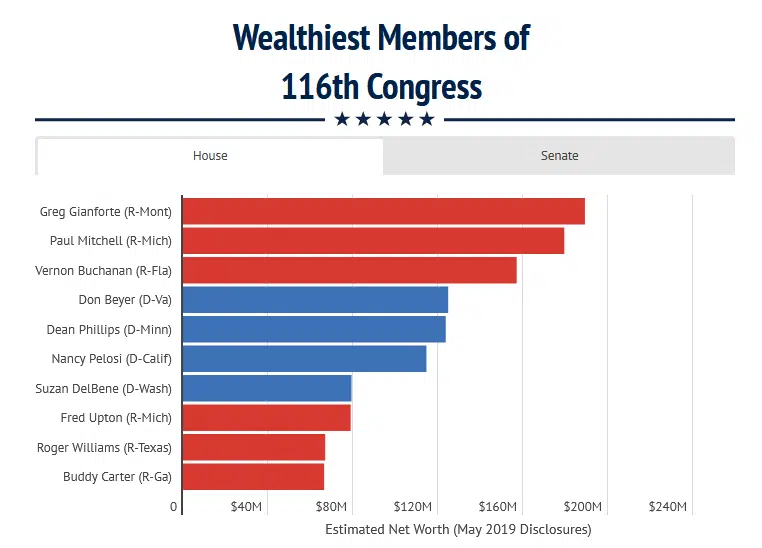 Wealthiest Members of
116th Congress
House Senate
Greg Gianforte (R-Mont)
Paul Mitchell (R-Mich)
Vernon Buchanan (R-Fla)
Don Beyer (D-Va)
Dean Phillips (D-Minn)
Nancy Pelosi (D-Calif)
Suzan DelBene (D-Wash)
Fred Upton (R-Mich)
Roger Williams (R-Texas)
Buddy Carter (R-Ga)
0 $40M $80M $120M $160M $200M $240M
Estimated Net Worth (May 2019 Disclosures)